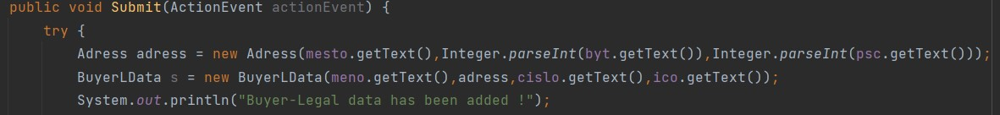 public void Submit(ActionEvent actionEvent) {
try {
Adress adress = new Adress(mesto.getText(),Integer.parseInt(byt.getText()),Integer.parseInt(psc.getText()));
BuyerLData s = new BuyerLData(meno.getText(),adress,cislo.getText(),ico.getText());
System.out.println("Buyer-Legal data has been added !");